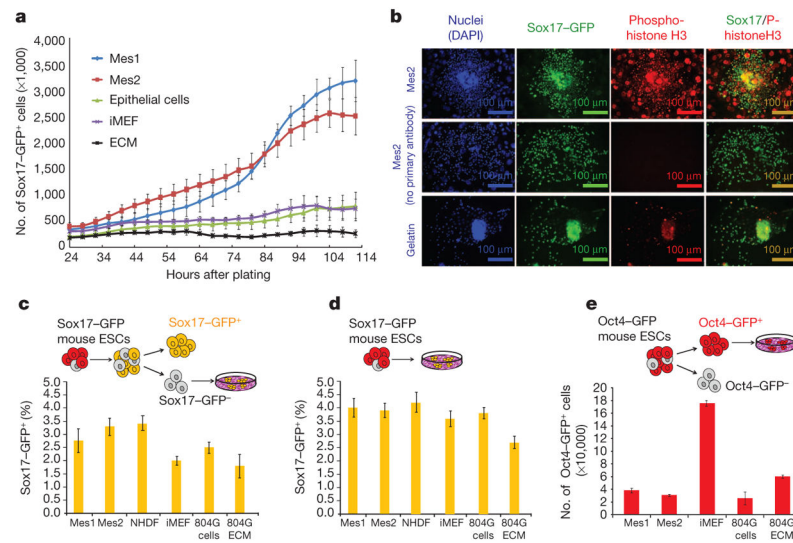 a
No. of Sox17–GFP+ cells (×1,000)
4,000
3,500
3,000
2,500
2,000
1,500
1,000
500
0
24 34 44 54 64 74 84 94 104 114
Hours after plating
Mes1
Mes2
Epithelial cells
iMEF
ECM
b
Nuclei (DAPI)
Sox17–GFP
Phospho-histone H3
Sox17/P-histoneH3
Mes2
100 μm 100 μm 100 μm 100 μm
Mes2 (no primary antibody)
100 μm 100 μm 100 μm 100 μm
Gelatin
100 μm 100 μm 100 μm 100 μm
c
Sox17–GFP mouse ESCs
Sox17–GFP+
Sox17–GFP−
Sox17–GFP+ (%)
5.0
4.5
4.0
3.5
3.0
2.5
2.0
1.5
1.0
0.5
0.0
Mes1 Mes2 NHDF iMEF 804G cells 804G ECM
d
Sox17–GFP mouse ESCs
Sox17–GFP+ (%)
5.0
4.5
4.0
3.5
3.0
2.5
2.0
1.5
1.0
0.5
0.0
Mes1 Mes2 NHDF iMEF 804G cells 804G ECM
e
Oct4–GFP mouse ESCs
Oct4–GFP+
Oct4–GFP−
No. of Oct4–GFP+ cells (×10,000)
18
16
14
12
10
8
6
4
2
0
Mes1 Mes2 iMEF 804G cells 804G ECM